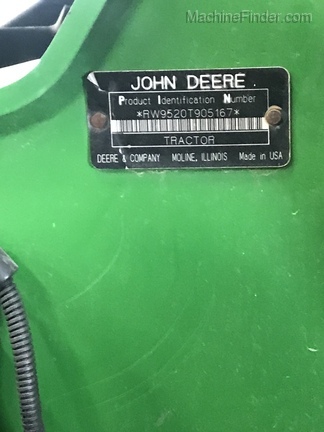 MachineFinder.com
JOHN DEERE
Product Identification Number
*RW9520T905167*
TRACTOR
DEERE & COMPANY MOLINE, ILLINOIS Made in USA